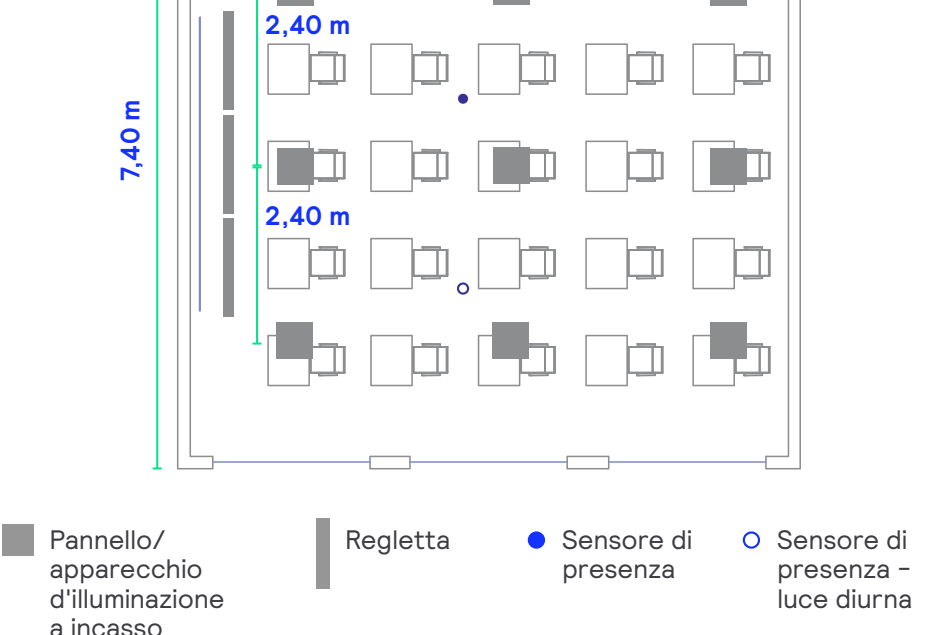 2,40 m
7,40 m
2,40 m
Pannello/
apparecchio
d'illuminazione
a incasso
Regletta
Sensore di
presenza
Sensore di
presenza –
luce diurna